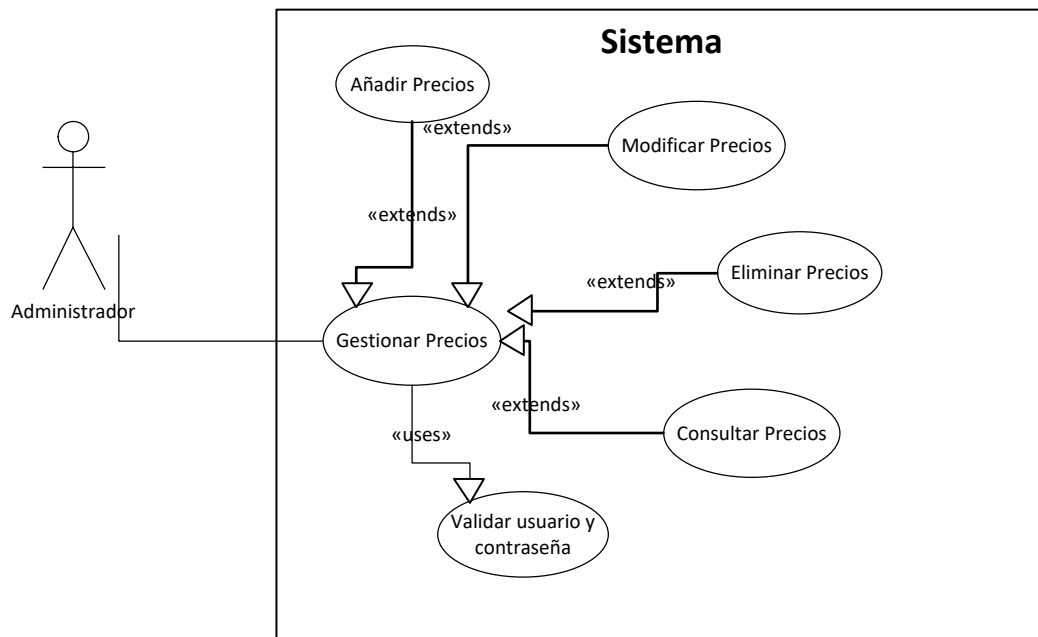 Sistema
Añadir Precios
«extends»
Modificar Precios
«extends»
Eliminar Precios
«extends»
Administrador
Gestionar Precios
«extends»
Consultar Precios
«uses»
Validar usuario y
contraseña